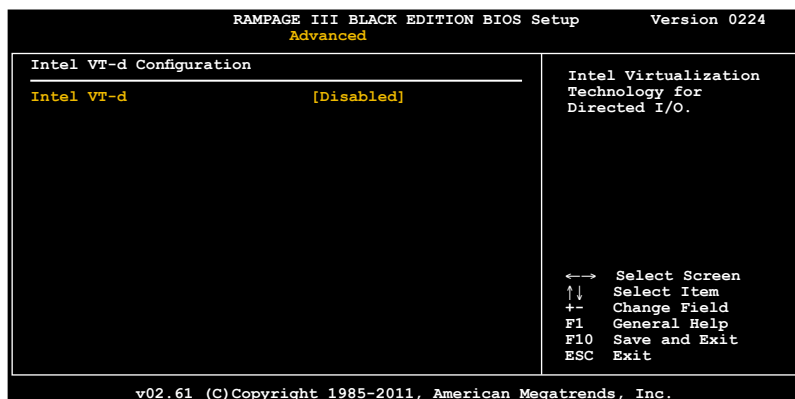 RAMPAGE III BLACK EDITION BIOS Setup Version 0224
Advanced
Intel VT-d Configuration
Intel VT-d [Disabled]
Intel Virtualization
Technology for
Directed I/O.
←→ Select Screen
↑↓ Select Item
+- Change Field
F1 General Help
F10 Save and Exit
ESC Exit
v02.61 (C)Copyright 1985-2011, American Megatrends, Inc.